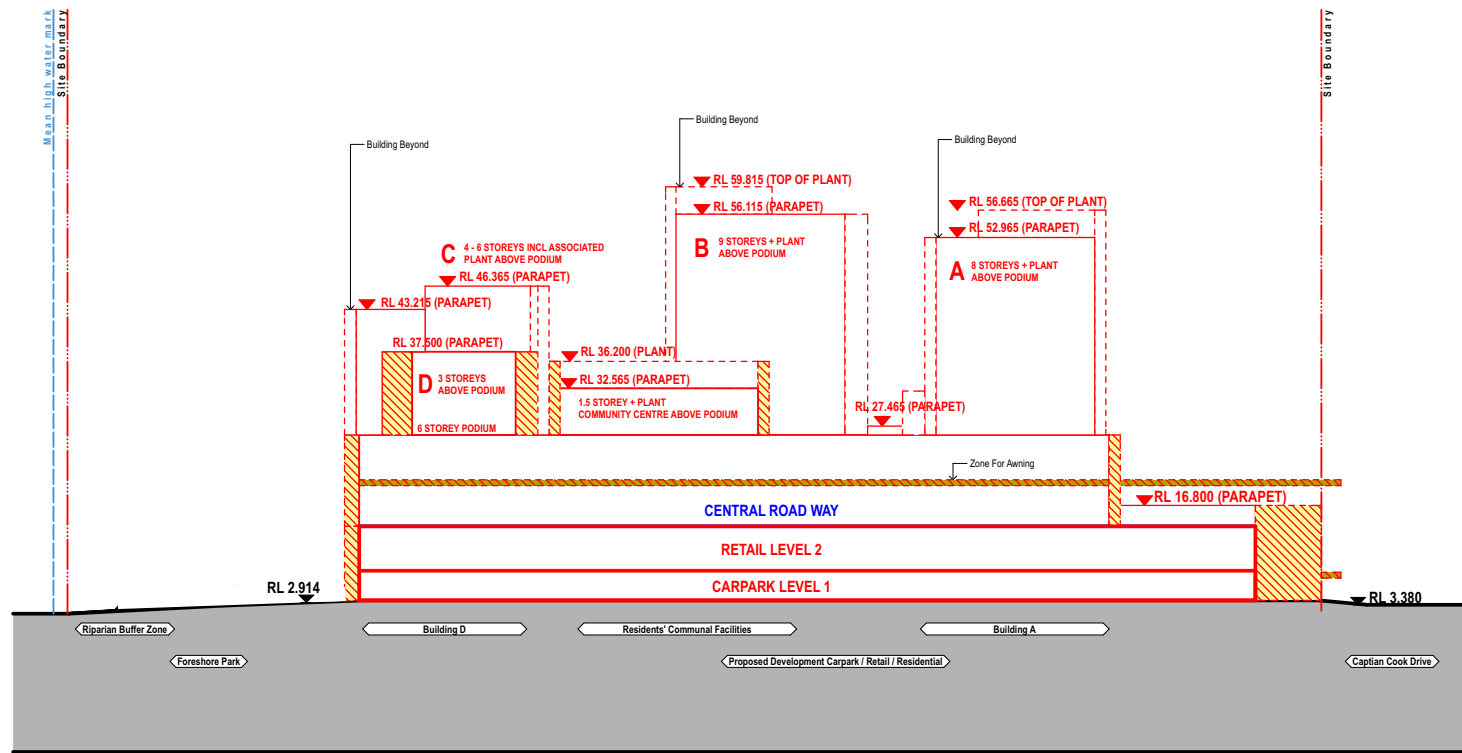 Mean high water mark
Site Boundary
Site Boundary
Building Beyond
Building Beyond
Building Beyond
RL 59.815 (TOP OF PLANT)
RL 56.115 (PARAPET)
RL 56.665 (TOP OF PLANT)
RL 52.965 (PARAPET)
C
4 - 6 STOREYS INCL ASSOCIATED
PLANT ABOVE PODIUM
B
9 STOREYS + PLANT
ABOVE PODIUM
A
8 STOREYS + PLANT
ABOVE PODIUM
RL 46.365 (PARAPET)
RL 43.215 (PARAPET)
RL 37.500 (PARAPET)
RL 36.200 (PLANT)
D
3 STOREYS
ABOVE PODIUM
RL 32.565 (PARAPET)
1.5 STOREY + PLANT
COMMUNITY CENTRE ABOVE PODIUM
RL 27.465 (PARAPET)
6 STOREY PODIUM
Zone For Awning
RL 16.800 (PARAPET)
CENTRAL ROAD WAY
RETAIL LEVEL 2
CARPARK LEVEL 1
RL 2.914
RL 3.380
Riparian Buffer Zone
Building D
Residents' Communal Facilities
Building A
Foreshore Park
Proposed Development Carpark / Retail / Residential
Captian Cook Drive